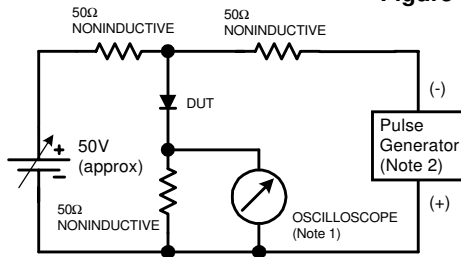 Figure
50Ω
NONINDUCTIVE
50Ω
NONINDUCTIVE
(-)
DUT
+
50V
(approx)
−
Pulse
Generator
(Note 2)
50Ω
NONINDUCTIVE
(+)
OSCILLOSCOPE
(Note 1)